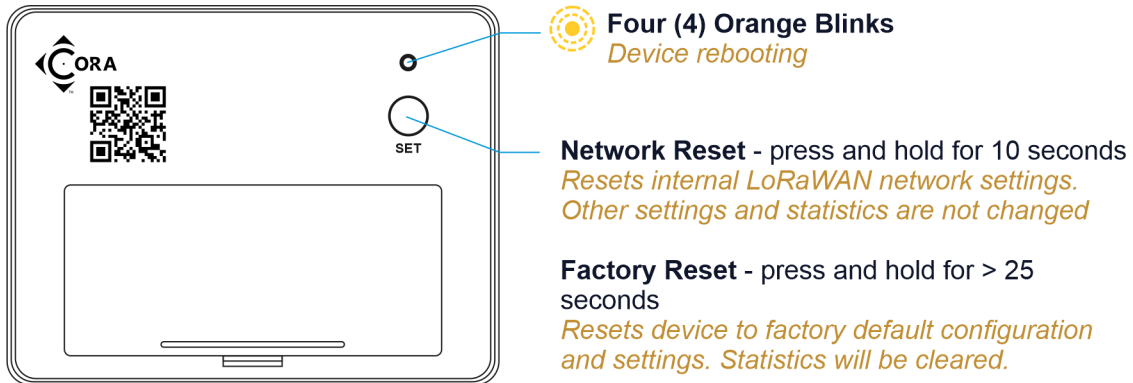 CORA
TM
SET
Four (4) Orange Blinks
Device rebooting
Network Reset - press and hold for 10 seconds
Resets internal LoRaWAN network settings.
Other settings and statistics are not changed
Factory Reset - press and hold for > 25
seconds
Resets device to factory default configuration
and settings. Statistics will be cleared.